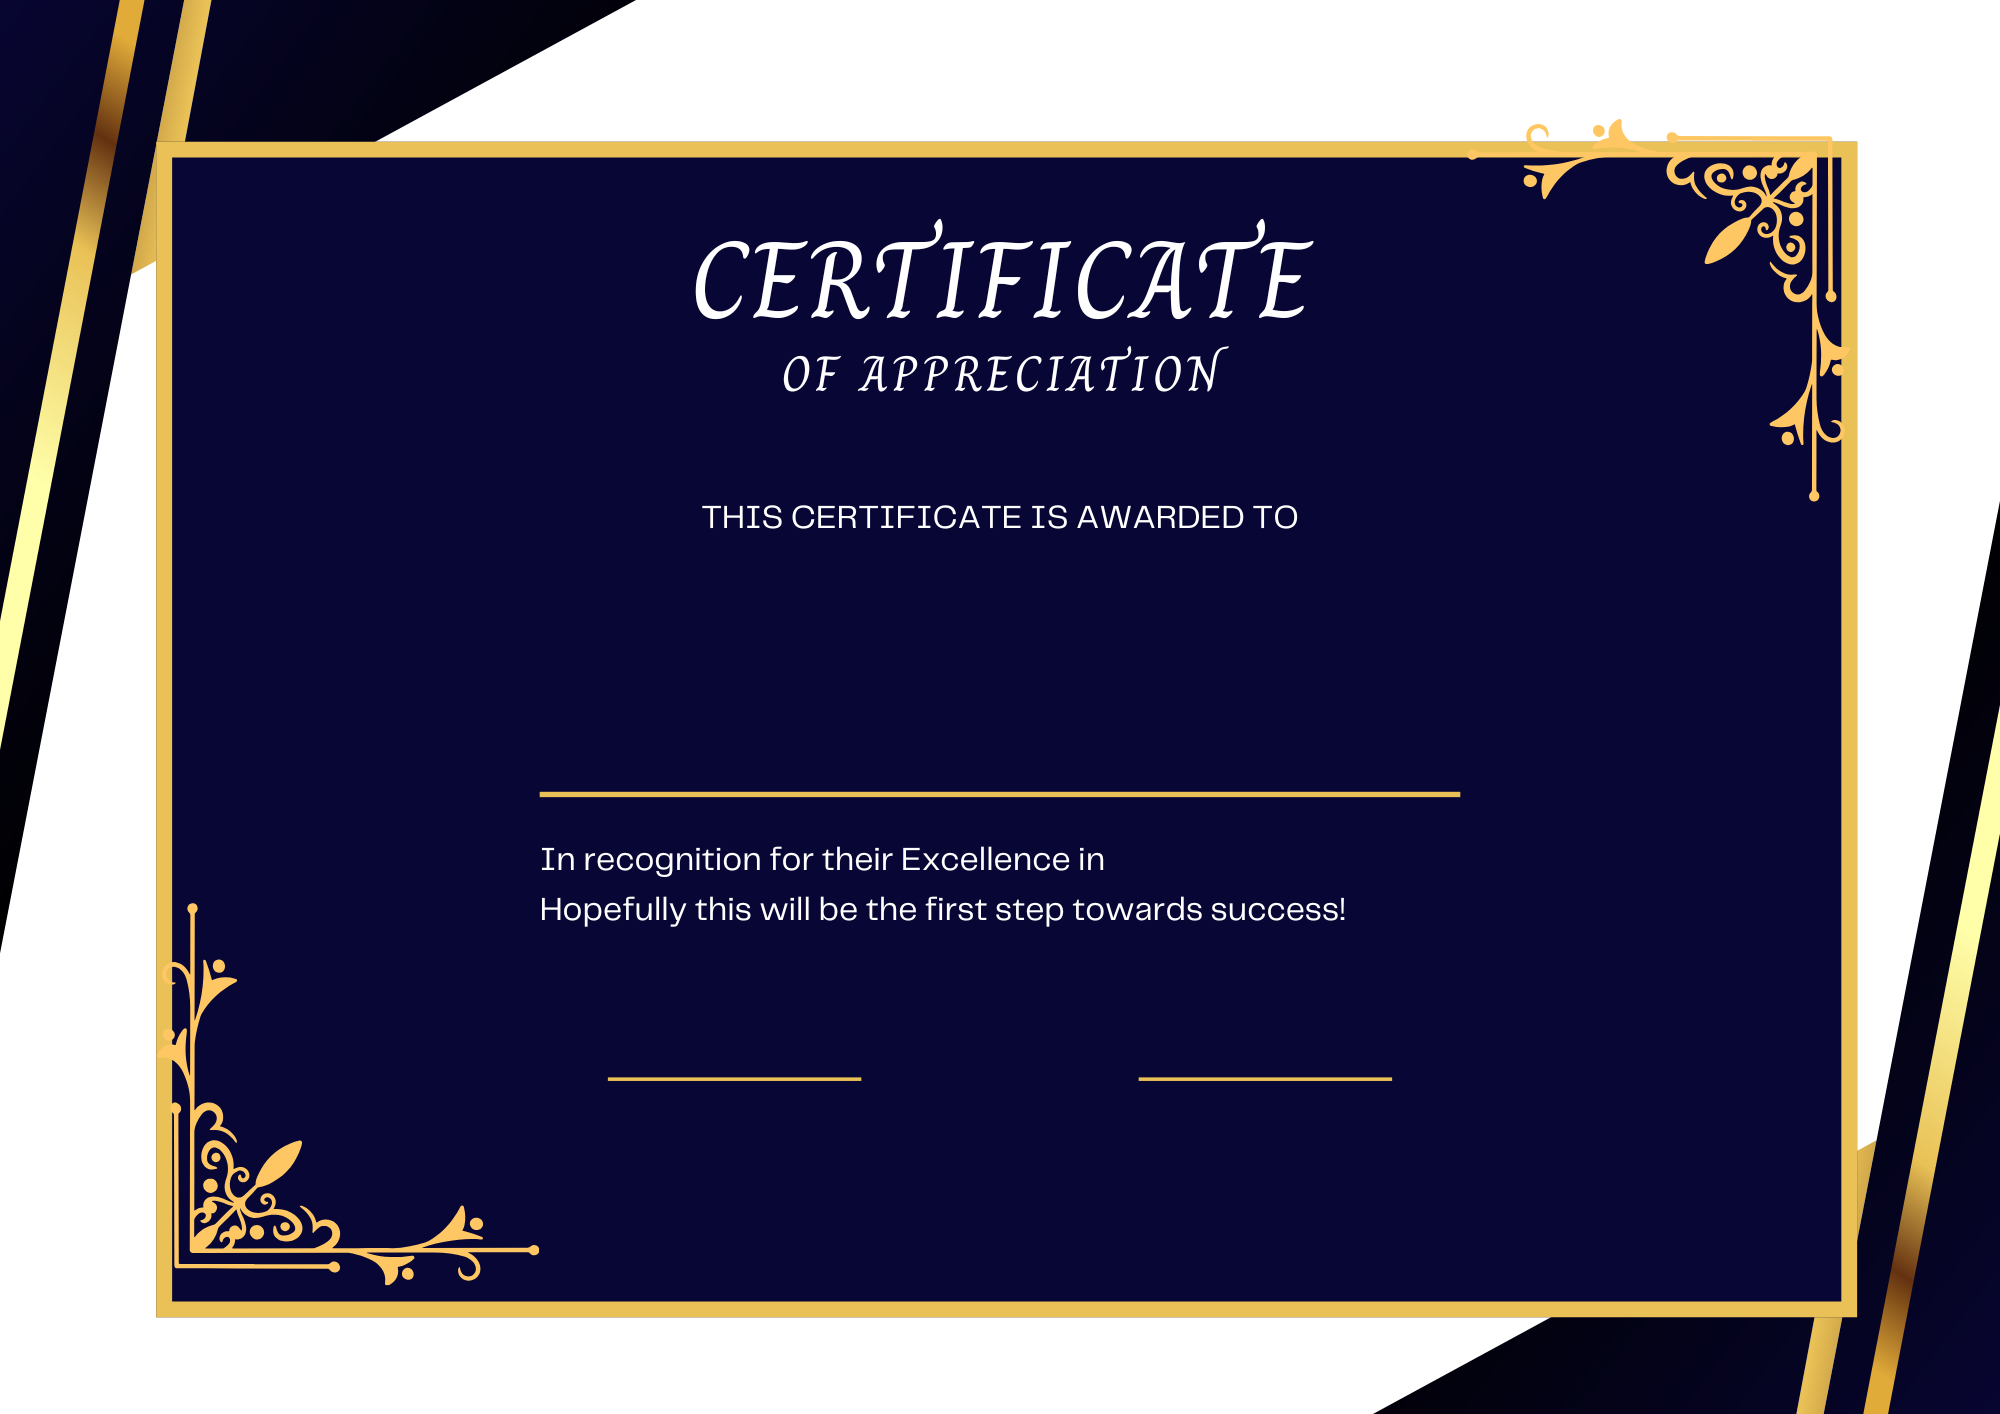 CERTIFICATE
OF APPRECIATION
THIS CERTIFICATE IS AWARDED TO
In recognition for their Excellence in
Hopefully this will be the first step towards success!